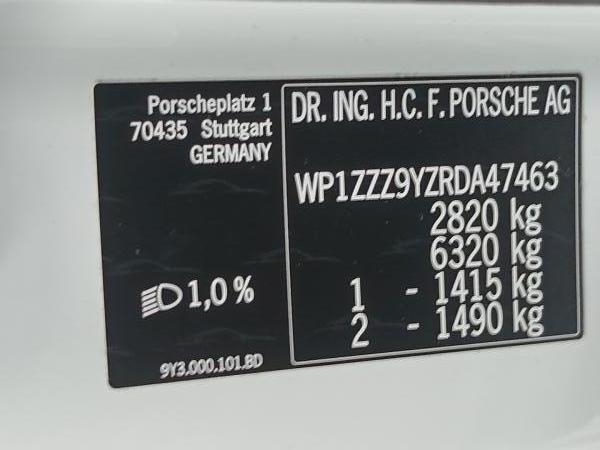 Porscheplatz 1
70435 Stuttgart
GERMANY
1,0 %
9Y3.000.101.BD
DR. ING. H.C. F. PORSCHE AG
WP1ZZZ9YZRDA47463
2820 kg
6320 kg
1 - 1415 kg
2 - 1490 kg